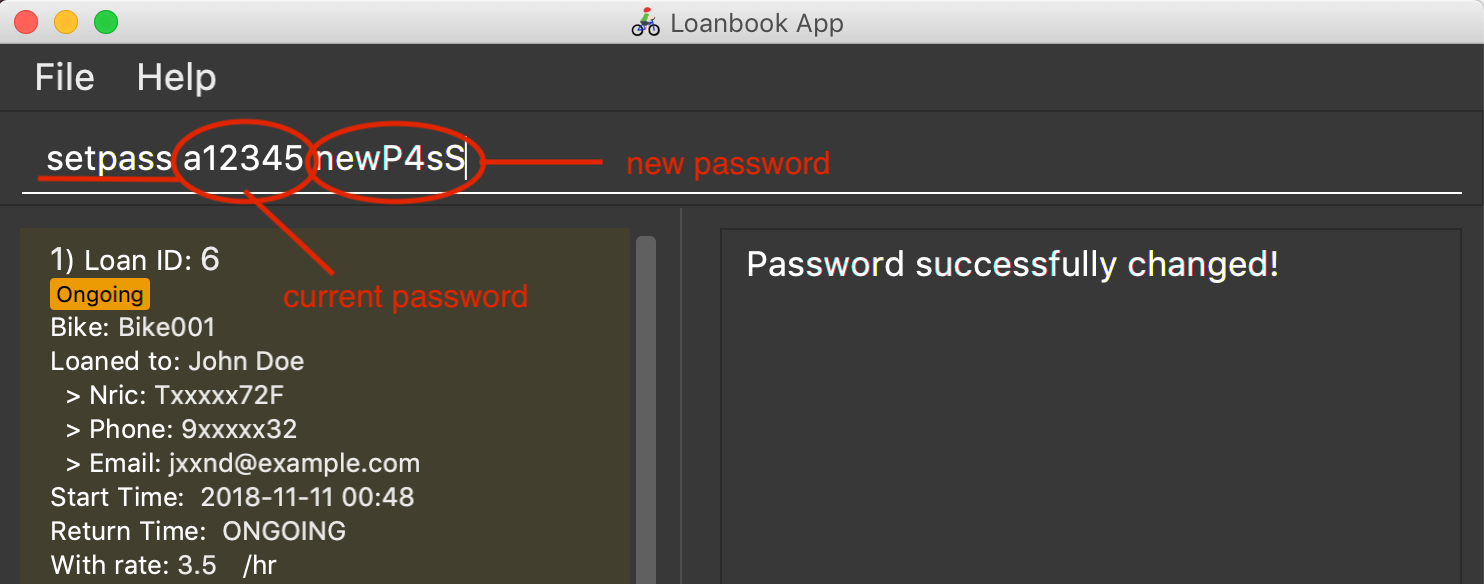 Loanbook App
File Help
setpass a12345 newP4sS
new password
1) Loan ID: 6
Ongoing
current password
Bike: Bike001
Loaned to: John Doe
> Nric: Txxxxx72F
> Phone: 9xxxxx32
> Email: jxxnd@example.com
Start Time: 2018-11-11 00:48
Return Time: ONGOING
With rate: 3.5 /hr
Password successfully changed!